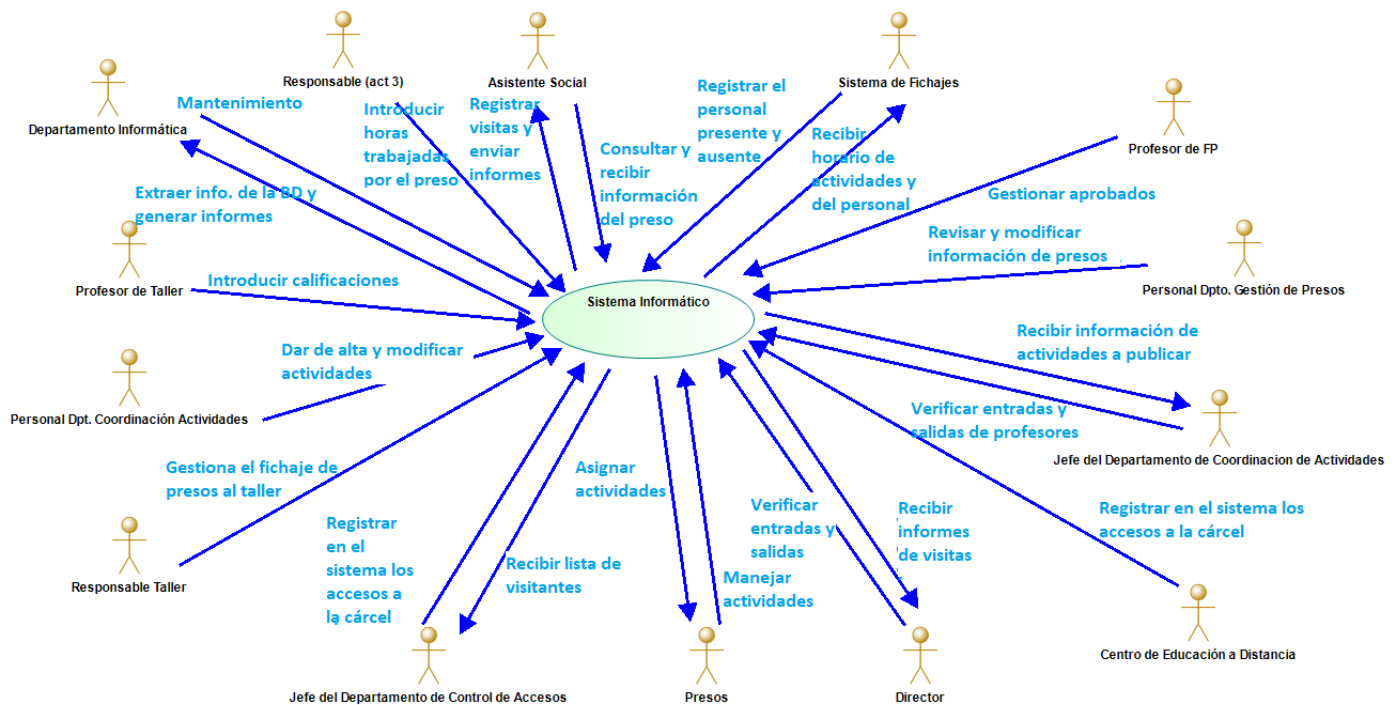 Responsable (act 3)
Asistente Social
Sistema de Fichajes
Departamento Informática
Profesor de FP
Mantenimiento
Introducir
horas
trabajadas
por el preso
Registrar
visitas y
enviar
informes
Consultar y
recibir
información
del preso
Registrar el
personal
presente y
ausente
Recibir
horario de
actividades y
del personal
Gestionar aprobados
Extraer info. de la BD y
generar informes
Revisar y modificar
información de presos
Profesor de Taller
Introducir calificaciones
Sistema Informático
Personal Dpto. Gestión de Presos
Dar de alta y modificar
actividades
Recibir información de
actividades a publicar
Personal Dpt. Coordinación Actividades
Verificar entradas y
salidas de profesores
Jefe del Departamento de Coordinacion de Actividades
Gestiona el fichaje de
presos al taller
Responsable Taller
Registrar
en el
sistema los
accesos a
la cárcel
Recibir lista de
visitantes
Asignar
actividades
Manejar
actividades
Verificar
entradas y
salidas
Recibir
informes
de visitas
Registrar en el sistema los
accesos a la cárcel
Centro de Educación a Distancia
Jefe del Departamento de Control de Accesos
Presos
Director